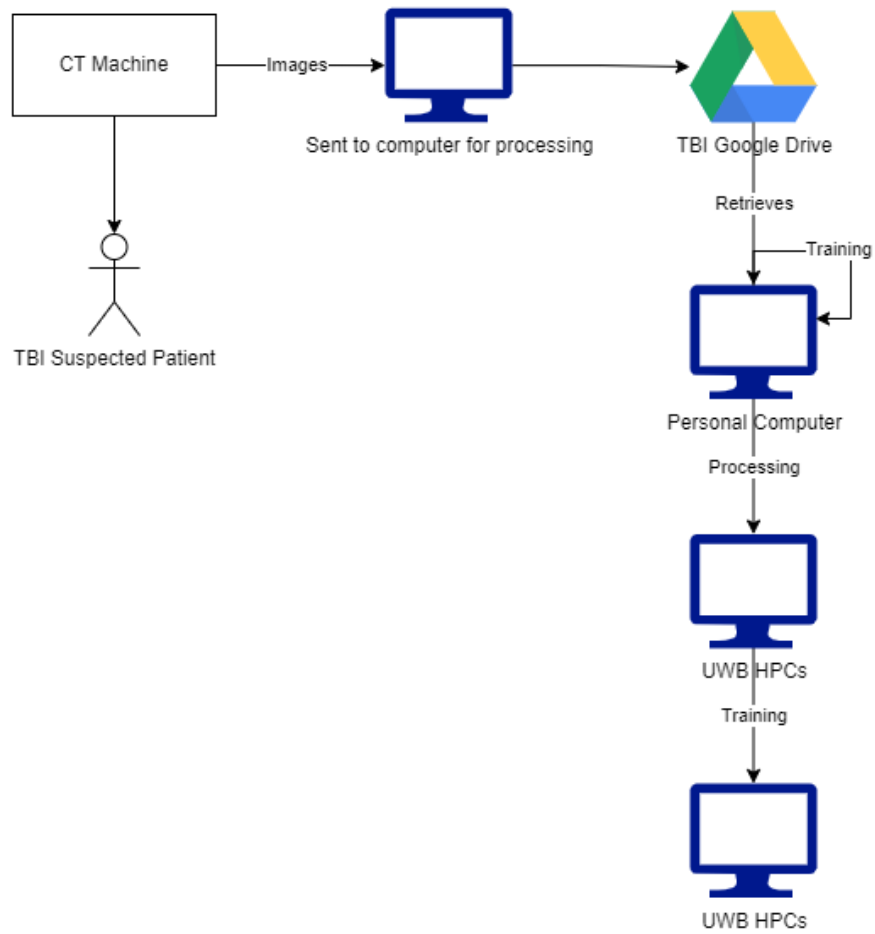 CT Machine
Images
Sent to computer for processing
TBI Google Drive
Retrieves
Training
TBI Suspected Patient
Personal Computer
Processing
UWB HPCs
Training
UWB HPCs